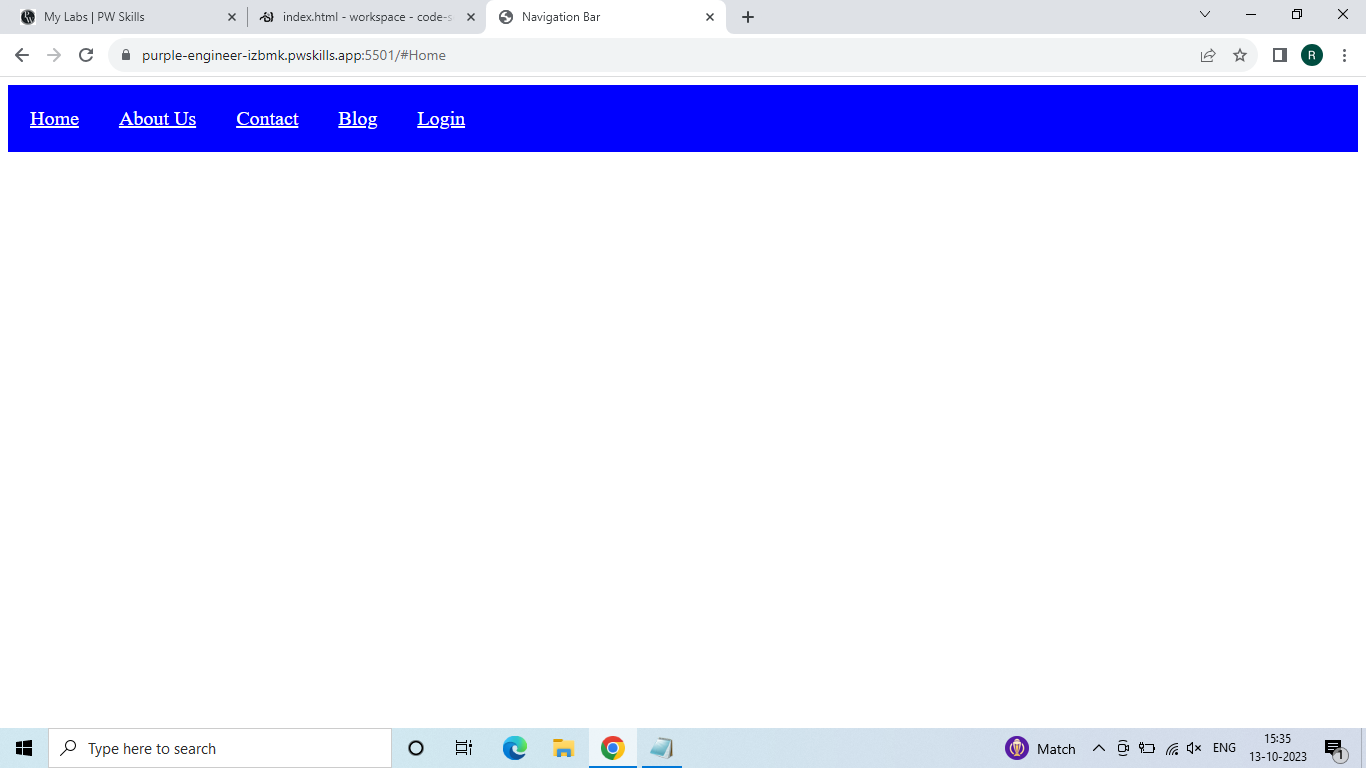 My Labs | PW Skills
index.html - workspace - code-s
Navigation Bar
purple-engineer-izbmk.pwskills.app:5501/#Home
R
Home About Us Contact Blog Login
Type here to search
Match
ENG
15:35
13-10-2023
1